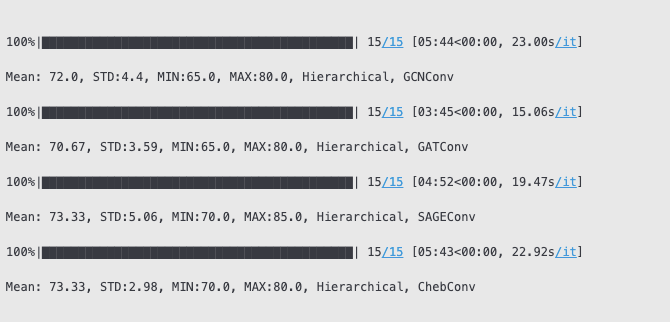 100%|██████████████████████████████████████████| 15/15 [05:44<00:00, 23.00s/it]
Mean: 72.0, STD:4.4, MIN:65.0, MAX:80.0, Hierarchical, GCNConv
100%|██████████████████████████████████████████| 15/15 [03:45<00:00, 15.06s/it]
Mean: 70.67, STD:3.59, MIN:65.0, MAX:80.0, Hierarchical, GATConv
100%|██████████████████████████████████████████| 15/15 [04:52<00:00, 19.47s/it]
Mean: 73.33, STD:5.06, MIN:70.0, MAX:85.0, Hierarchical, SAGEConv
100%|██████████████████████████████████████████| 15/15 [05:43<00:00, 22.92s/it]
Mean: 73.33, STD:2.98, MIN:70.0, MAX:80.0, Hierarchical, ChebConv